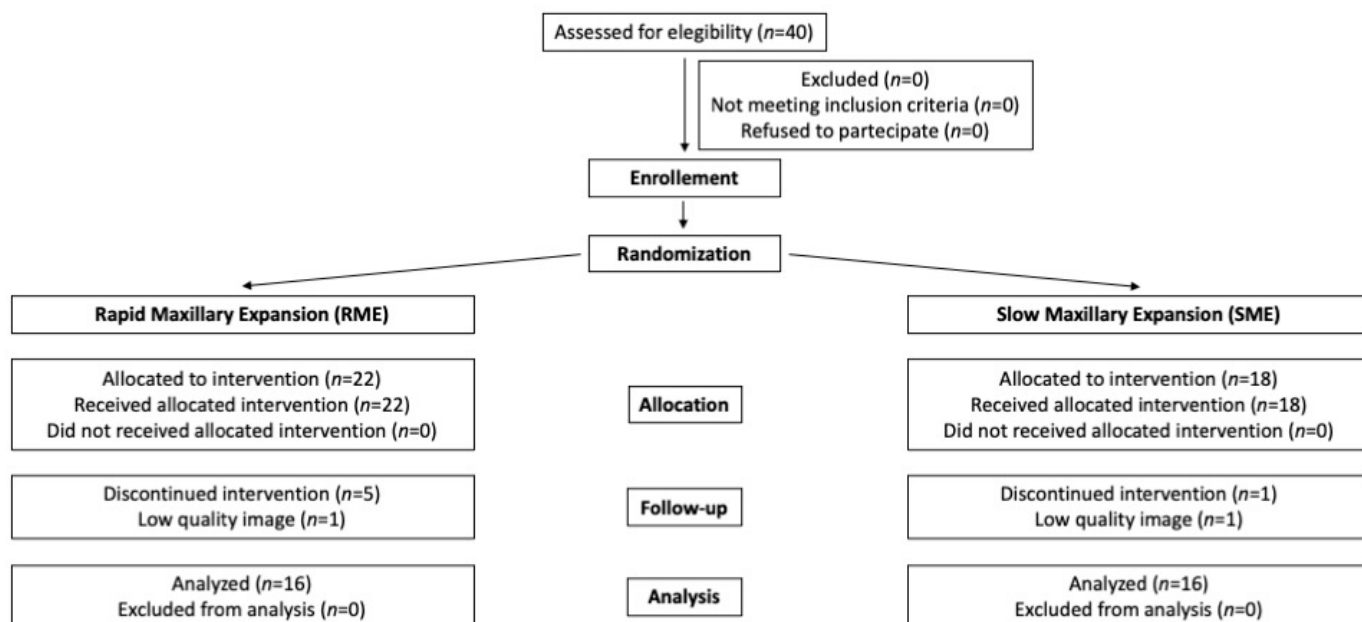 Assessed for elegibility (n=40)
Excluded (n=0)
Not meeting inclusion criteria (n=0)
Refused to partecipate (n=0)
Enrollement
Randomization
Rapid Maxillary Expansion (RME)
Slow Maxillary Expansion (SME)
Allocated to intervention (n=22)
Received allocated intervention (n=22)
Did not received allocated intervention (n=0)
Allocation
Allocated to intervention (n=18)
Received allocated intervention (n=18)
Did not received allocated intervention (n=0)
Discontinued intervention (n=5)
Low quality image (n=1)
Follow-up
Discontinued intervention (n=1)
Low quality image (n=1)
Analyzed (n=16)
Excluded from analysis (n=0)
Analysis
Analyzed (n=16)
Excluded from analysis (n=0)